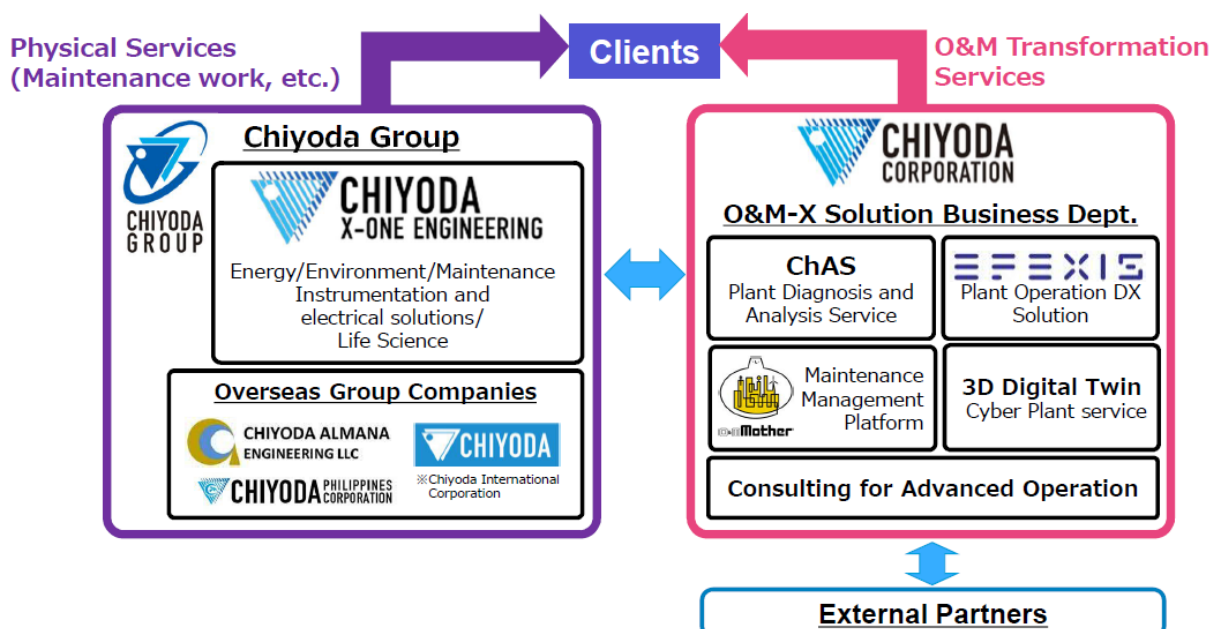 Physical Services
(Maintenance work, etc.)
Clients
O&M Transformation
Services
CHIYODA
GROUP
Chiyoda Group
CHIYODA
X-ONE ENGINEERING
Energy/Environment/Maintenance
Instrumentation and
electrical solutions/
Life Science
Overseas Group Companies
CHIYODA ALMANA
ENGINEERING LLC
CHIYODA
CHIYODA PHILIPPINES
CORPORATION
※Chiyoda International
Corporation
CHIYODA
CORPORATION
O&M-X Solution Business Dept.
ChAS
Plant Diagnosis and
Analysis Service
EFEXIS
Plant Operation DX
Solution
Mother
Maintenance
Management
Platform
3D Digital Twin
Cyber Plant service
Consulting for Advanced Operation
External Partners